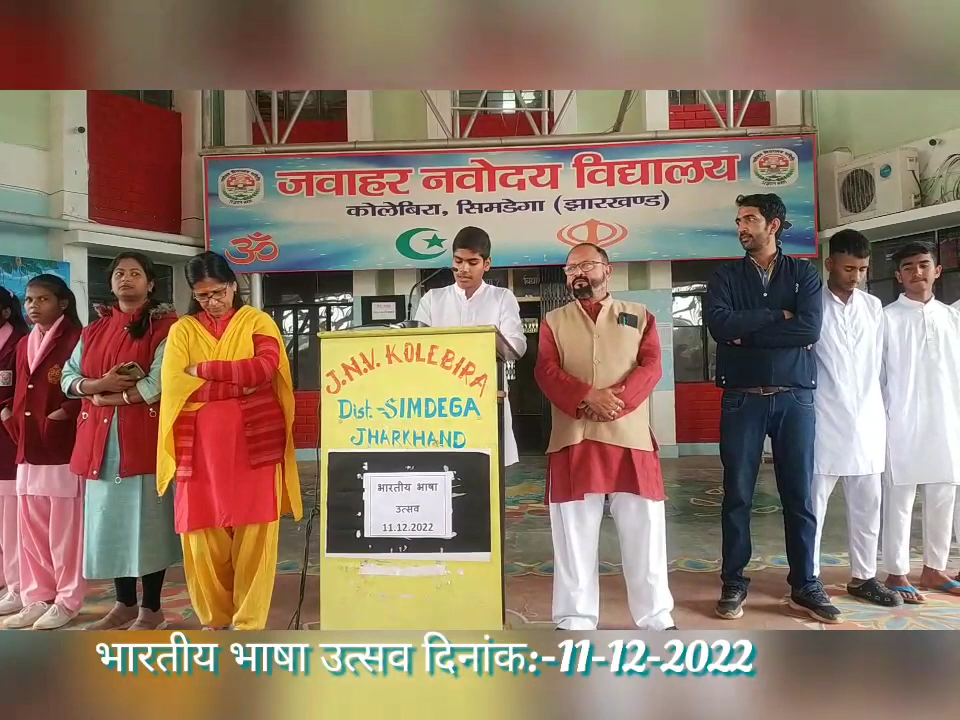 जवाहर नवोदय विद्यालय
कोलेबिरा, सिमडेगा (झारखण्ड)
J.N.V. KOLEBIRA
Dist.-SIMDEGA
JHARKHAND
भारतीय भाषा
उत्सव
11.12.2022
भारतीय भाषा उत्सव दिनांक:-11-12-2022